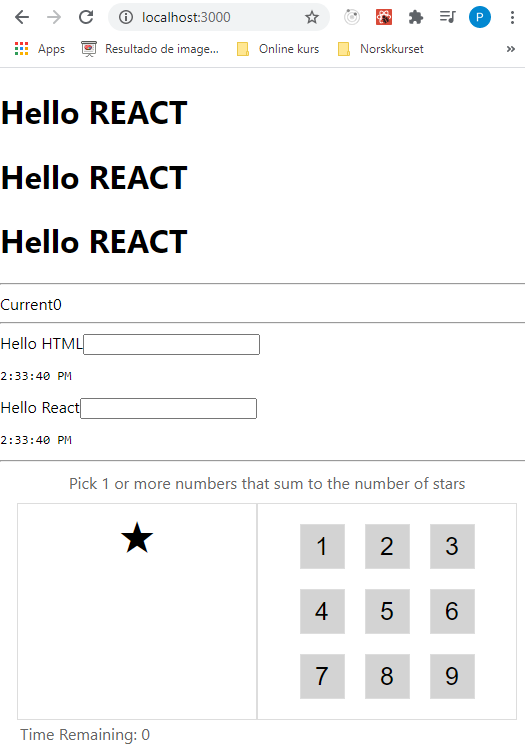 localhost:3000
P
Apps Resultado de image... Online kurs Norskkurset »
Hello REACT
Hello REACT
Hello REACT
Current0
Hello HTML
2:33:40 PM
Hello React
2:33:40 PM
Pick 1 or more numbers that sum to the number of stars
1 2 3
4 5 6
7 8 9
Time Remaining: 0